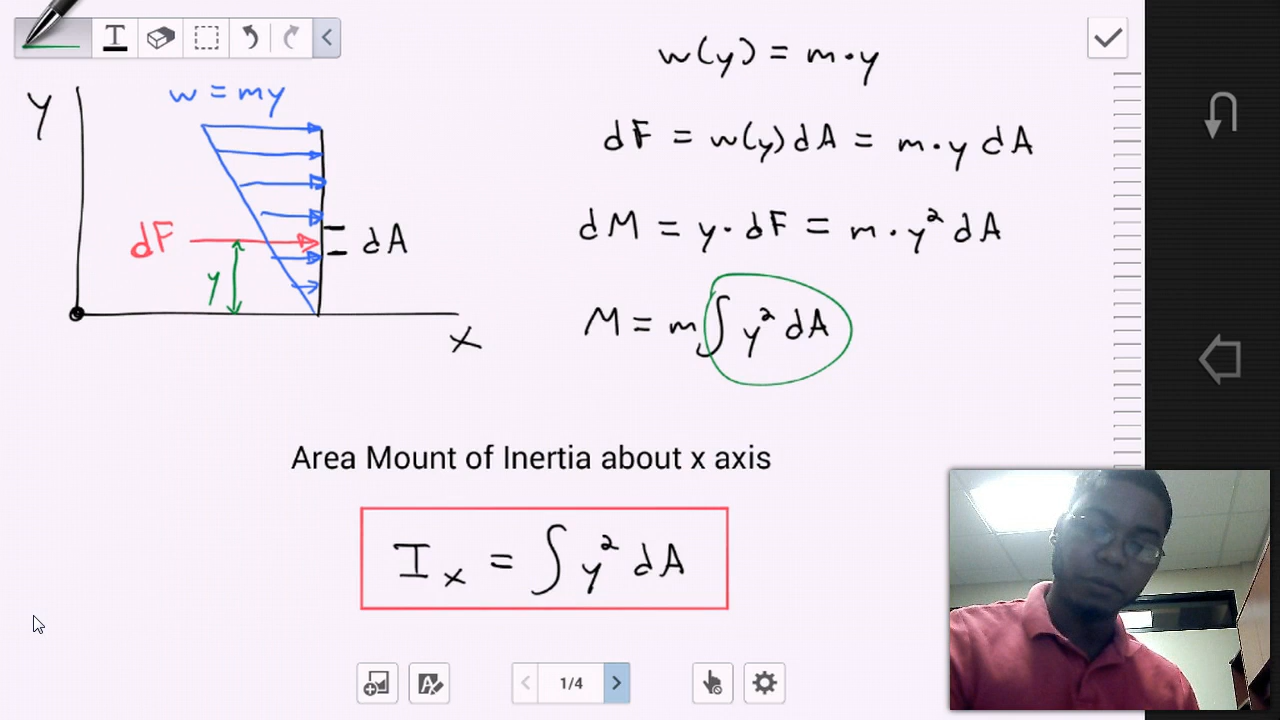 T
w(y) = m·y
y
w = my
dF = w(y)dA = m·y dA
dM = y·dF = m·y² dA
dF
dA
y
M = m∫y² dA
x
Area Mount of Inertia about x axis
Iₓ = ∫y² dA
1/4